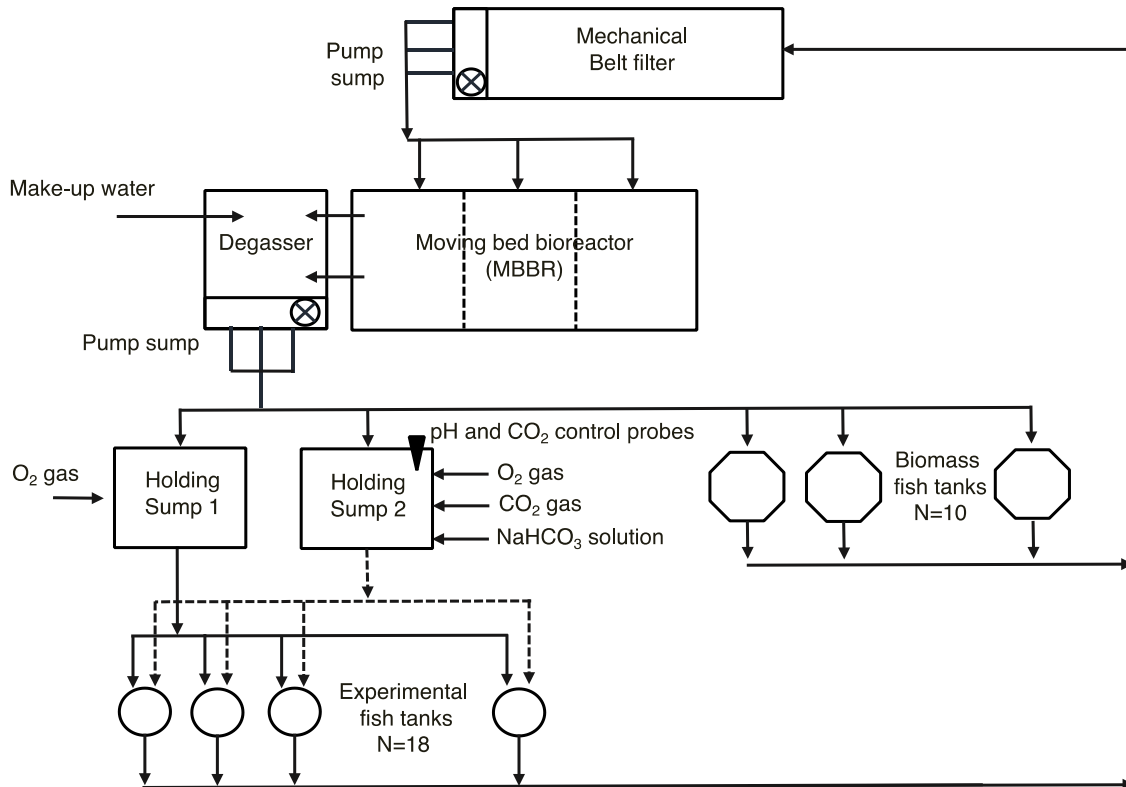 Mechanical
Belt filter
Pump
sump
Make-up water
Degasser
Moving bed bioreactor
(MBBR)
Pump sump
pH and CO₂ control probes
O₂ gas
Holding
Sump 1
Holding
Sump 2
O₂ gas
CO₂ gas
NaHCO₃ solution
Biomass
fish tanks
N=10
Experimental
fish tanks
N=18